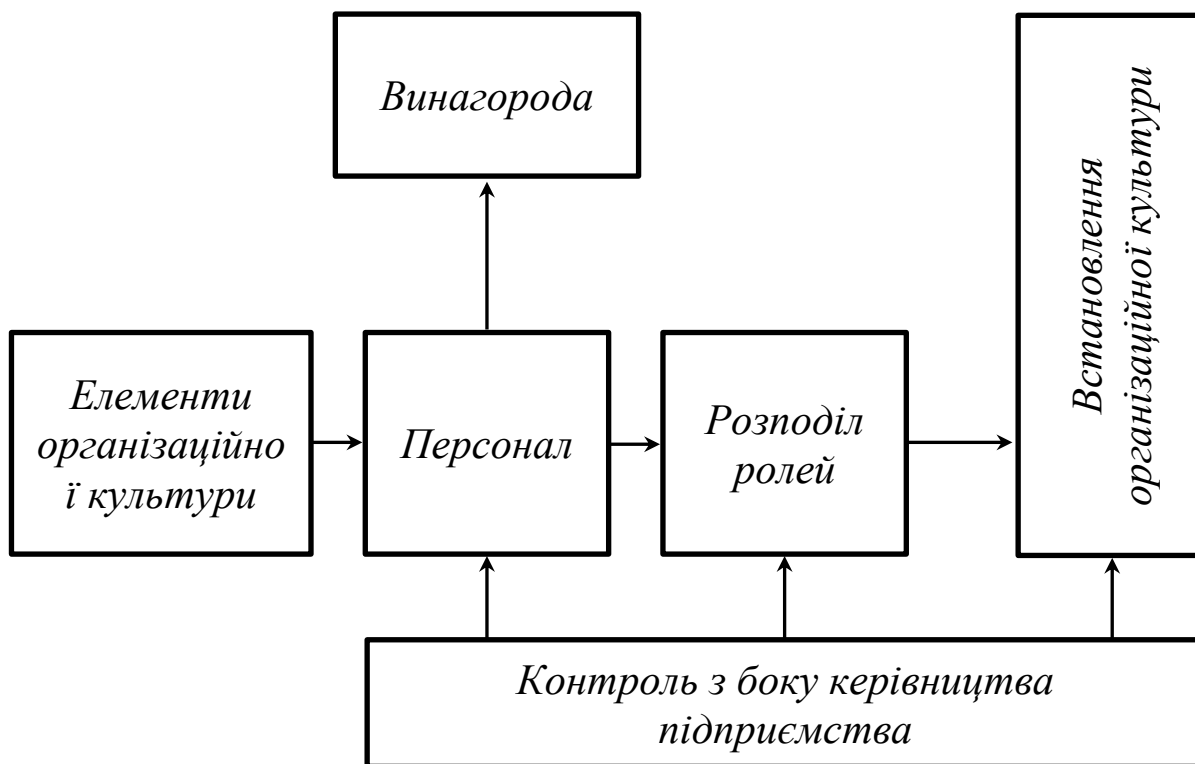 Винагорода
Елементи
організаційно
ї культури
Персонал
Розподіл
ролей
Встановлення
організаційної культури
Контроль з боку керівництва
підприємства